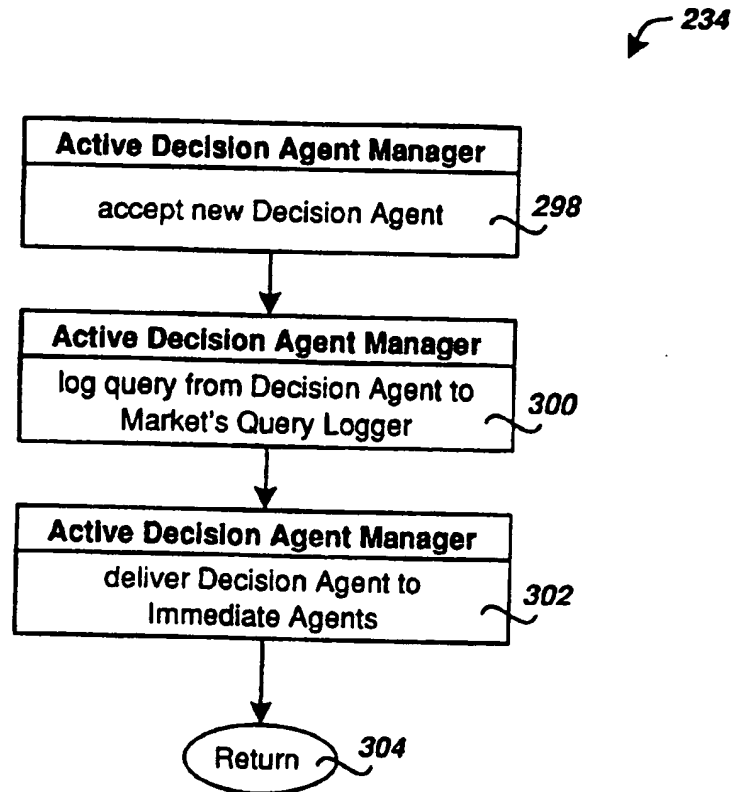 234
Active Decision Agent Manager
accept new Decision Agent
298
Active Decision Agent Manager
log query from Decision Agent to
Market's Query Logger
300
Active Decision Agent Manager
deliver Decision Agent to
Immediate Agents
302
Return
304